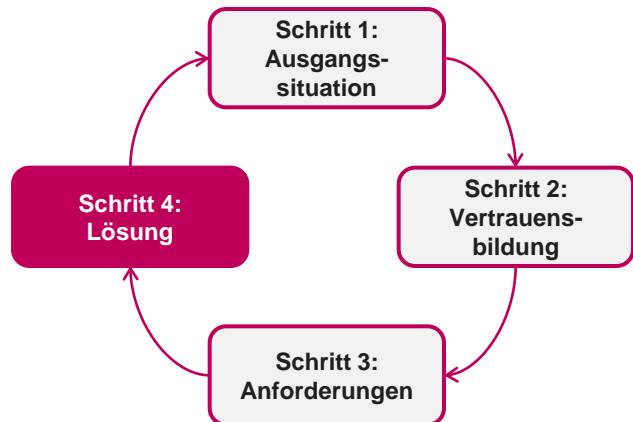 Schritt 1:
Ausgangs-
situation
Schritt 2:
Vertrauens-
bildung
Schritt 3:
Anforderungen
Schritt 4:
Lösung